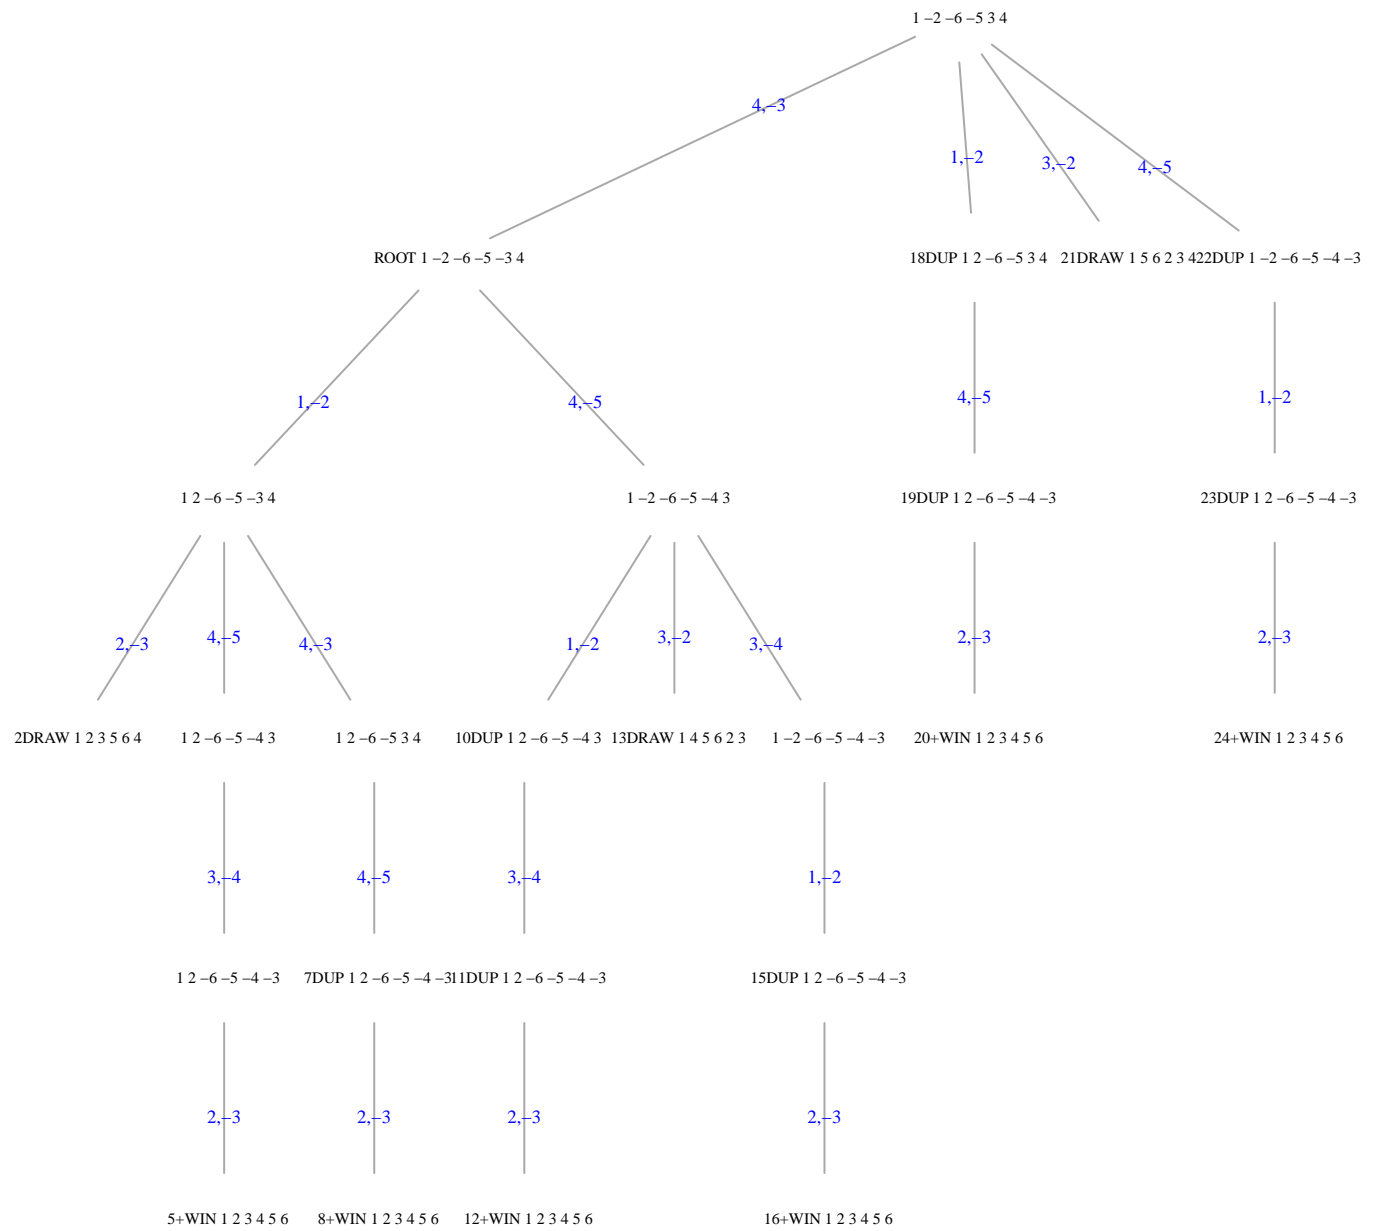 1 –2 –6 –5 3 4
4,–3
1,–2
3,–2
4,–5
ROOT 1 –2 –6 –5 –3 4
18DUP 1 2 –6 –5 3 4
21DRAW 1 5 6 2 3 4
22DUP 1 –2 –6 –5 –4 –3
1,–2
4,–5
4,–5
1,–2
1 2 –6 –5 –3 4
1 –2 –6 –5 –4 3
19DUP 1 2 –6 –5 –4 –3
23DUP 1 2 –6 –5 –4 –3
2,–3
4,–5
4,–3
1,–2
3,–2
3,–4
2,–3
2,–3
2DRAW 1 2 3 5 6 4
1 2 –6 –5 –4 3
1 2 –6 –5 3 4
10DUP 1 2 –6 –5 –4 3
13DRAW 1 4 5 6 2 3
1 –2 –6 –5 –4 –3
20+WIN 1 2 3 4 5 6
24+WIN 1 2 3 4 5 6
3,–4
4,–5
3,–4
1,–2
1 2 –6 –5 –4 –3
7DUP 1 2 –6 –5 –4 –3
11DUP 1 2 –6 –5 –4 –3
15DUP 1 2 –6 –5 –4 –3
2,–3
2,–3
2,–3
2,–3
5+WIN 1 2 3 4 5 6
8+WIN 1 2 3 4 5 6
12+WIN 1 2 3 4 5 6
16+WIN 1 2 3 4 5 6